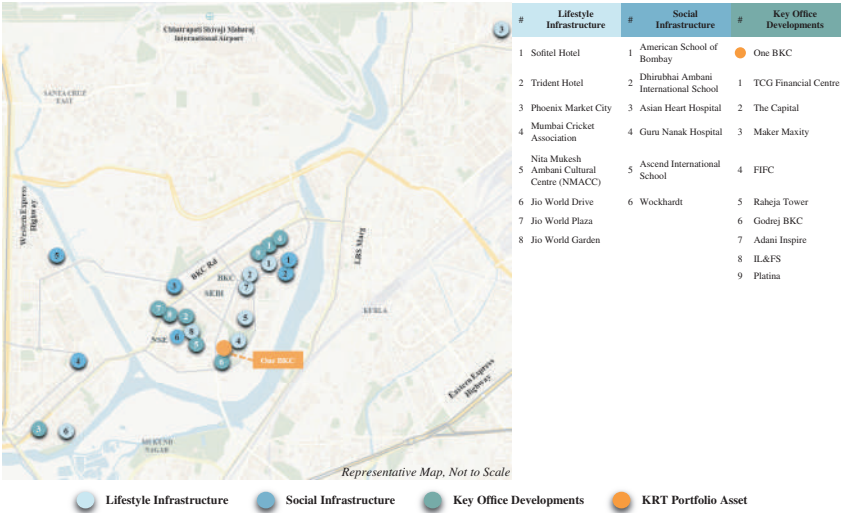 Chhatrapati Shivaji Maharaj
International Airport
3
SANTA CRUZ
EAST
Western Express
Highway
LBS Marg
BKC Rd
BKC
SEBI
NSE
KURLA
One BKC
Eastern Express
Highway
Representative Map, Not to Scale
# Lifestyle Infrastructure # Social Infrastructure # Key Office Developments
1 Sofitel Hotel 1 American School of Bombay One BKC
2 Trident Hotel 2 Dhirubhai Ambani International School 1 TCG Financial Centre
3 Phoenix Market City 3 Asian Heart Hospital 2 The Capital
4 Mumbai Cricket Association 4 Guru Nanak Hospital 3 Maker Maxity
5 Nita Mukesh Ambani Cultural Centre (NMACC) 5 Ascend International School 4 FIFC
6 Jio World Drive 6 Wockhardt 5 Raheja Tower
7 Jio World Plaza 6 Godrej BKC
8 Jio World Garden 7 Adani Inspire
8 IL&FS
9 Platina
Lifestyle Infrastructure Social Infrastructure Key Office Developments KRT Portfolio Asset